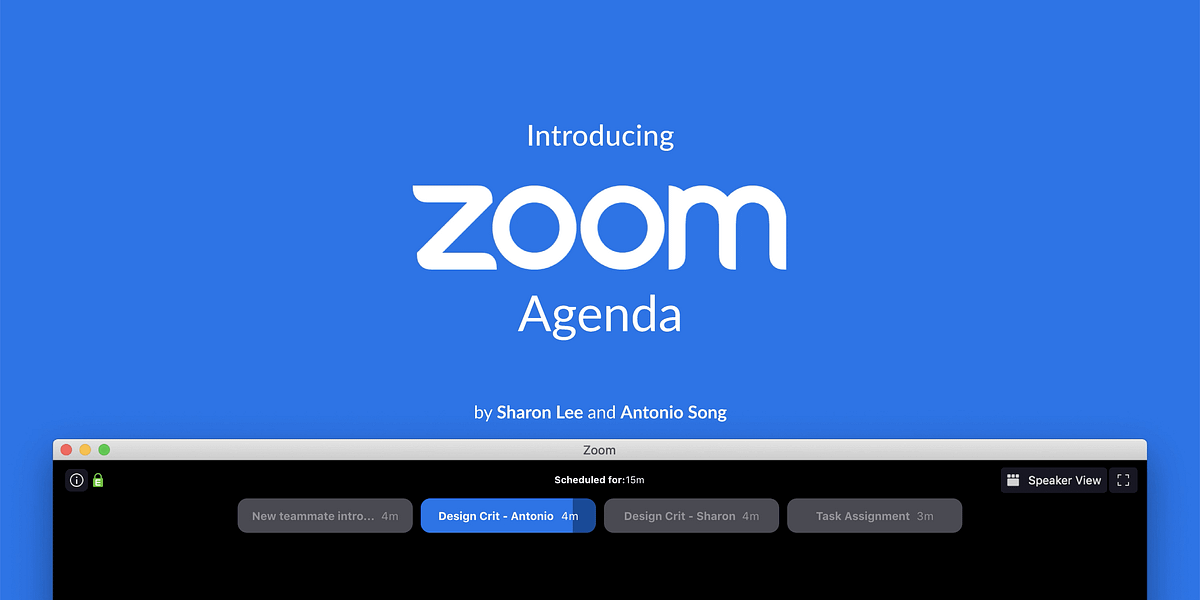 Introducing
zoom
Agenda
by Sharon Lee and Antonio Song
Zoom
E
Scheduled for:15m
Speaker View
New teammate intro... 4m
Design Crit - Antonio 4m
Design Crit - Sharon 4m
Task Assignment 3m